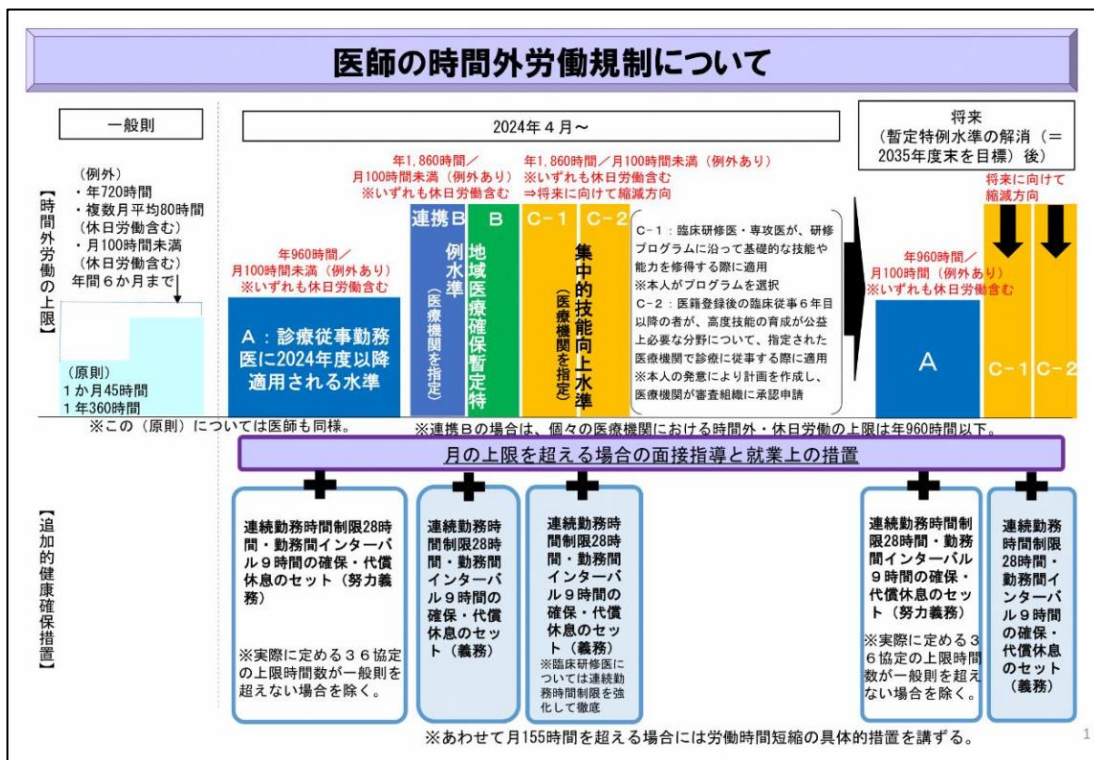 医師の時間外労働規制について
一般則
2024年4月~
将来
(暫定特例水準の解消(=
2035年度末を目標)後)
【時間外労働の上限】
(例外)
・年720時間
・複数月平均80時間
(休日労働含む)
・月100時間未満
(休日労働含む)
年間6か月まで
(原則)
1か月45時間
1年360時間
※この(原則)については医師も同様。
年960時間/
月100時間未満(例外あり)
※いずれも休日労働含む
A:診療従事勤務
医に2024年度以降
適用される水準
年1,860時間/
月100時間未満(例外あり)
※いずれも休日労働含む
連携B
B
地域医療確保暫定特
例水準
(医療機関を指定)
年1,860時間/月100時間未満(例外あり)
※いずれも休日労働含む
⇒将来に向けて縮減方向
C-1
C-2
集中的技能向上水準
(医療機関を指定)
C-1:臨床研修医・専攻医が、研修
プログラムに沿って基礎的な技能や
能力を修得する際に適用
※本人がプログラムを選択
C-2:医籍登録後の臨床従事6年目
以降の者が、高度技能の育成が公益
上必要な分野について、指定された
医療機関で診療に従事する際に適用
※本人の発意により計画を作成し、
医療機関が審査組織に承認申請
※連携Bの場合は、個々の医療機関における時間外・休日労働の上限は年960時間以下。
年960時間/
月100時間(例外あり)
※いずれも休日労働含む
A
将来に向けて
縮減方向
C-1
C-2
月の上限を超える場合の面接指導と就業上の措置
【追加的健康確保措置】
連続勤務時間制限28時
間・勤務間インターバ
ル9時間の確保・代償
休息のセット(努力義
務)
※実際に定める36協定
の上限時間数が一般則を
超えない場合を除く。
連続勤務時
間制限28時
間・勤務間
インターバ
ル9時間の
確保・代償
休息のセッ
ト(義務)
連続勤務時
間制限28時
間・勤務間
インターバ
ル9時間の
確保・代償
休息のセッ
ト(義務)
※臨床研修医に
ついては連続勤
務時間制限を強
化して徹底
連続勤務時間制
限28時間・勤務
間インターバル
9時間の確保・
代償休息のセッ
ト(努力義務)
※実際に定める3
6協定の上限時間
数が一般則を超え
ない場合を除く。
連続勤務
時間制限
28時間・
勤務間イ
ンターバ
ル9時間
の確保・
代償休息
のセット
(義務)
※あわせて月155時間を超える場合には労働時間短縮の具体的措置を講ずる。
1